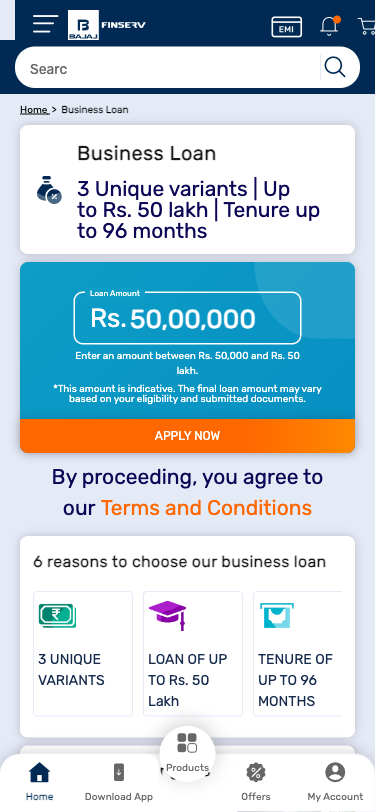 BAJAJ
FINSERV
EMI
Searc
Home > Business Loan
Business Loan
3 Unique variants | Up
to Rs. 50 lakh | Tenure up
to 96 months
Loan Amount
Rs. 50,00,000
Enter an amount between Rs. 50,000 and Rs. 50
lakh.
*This amount is indicative. The final loan amount may vary
based on your eligibility and submitted documents.
APPLY NOW
By proceeding, you agree to
our Terms and Conditions
6 reasons to choose our business loan
3 UNIQUE
VARIANTS
LOAN OF UP
TO Rs. 50
Lakh
TENURE OF
UP TO 96
MONTHS
Home
Download App
Products
Offers
My Account